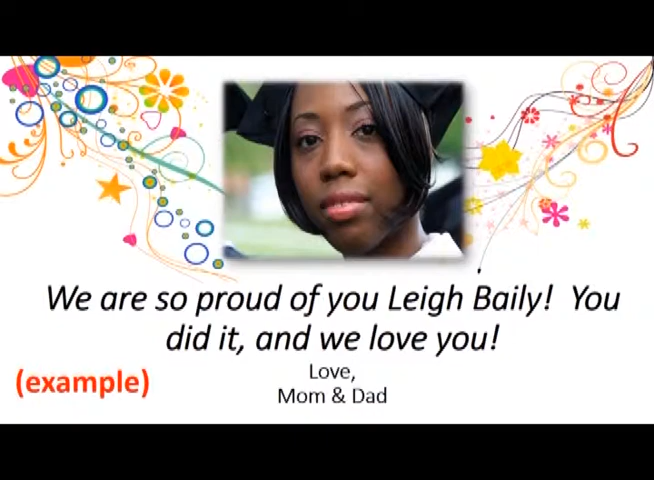 We are so proud of you Leigh Baily!  You
did it, and we love you!
(example)
Love,
Mom & Dad